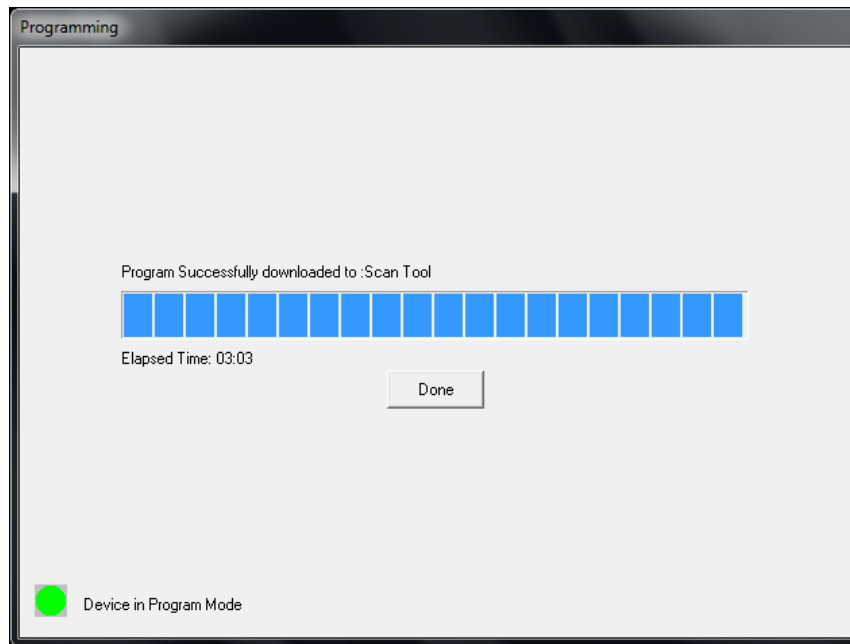 Programming
Program Successfully downloaded to :Scan Tool
Elapsed Time: 03:03
Done
Device in Program Mode